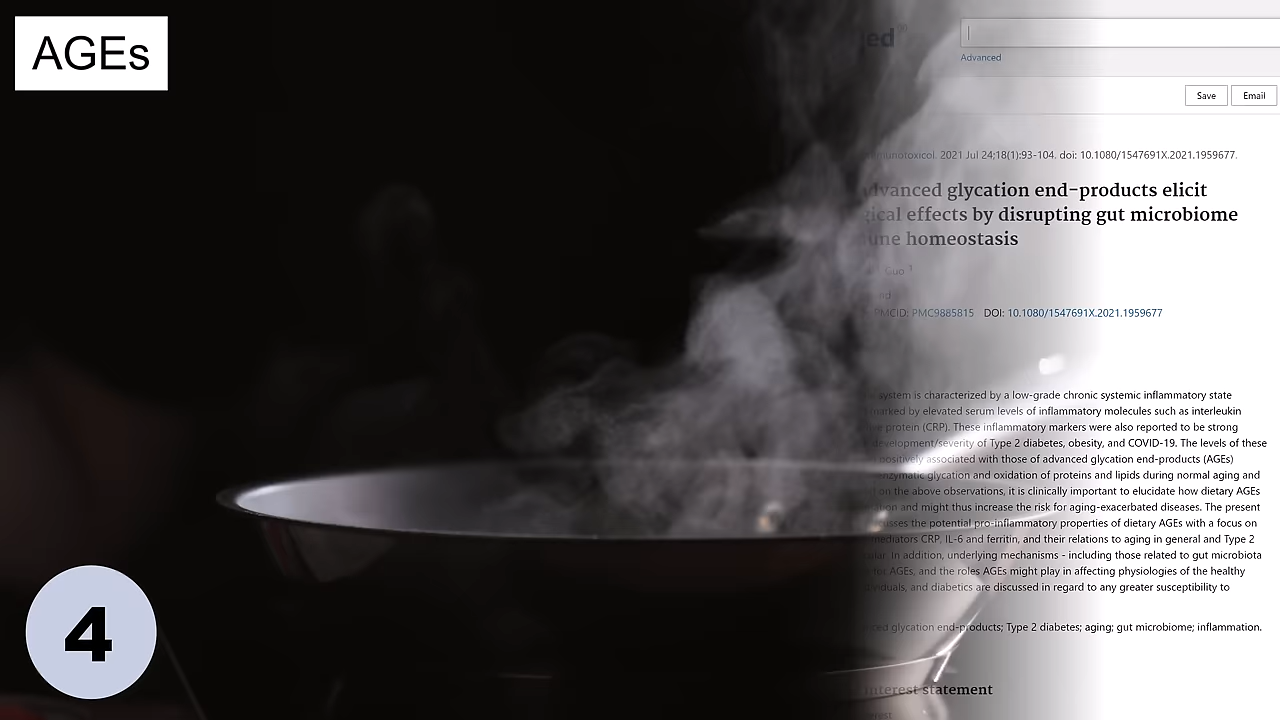 AGEs
ed
Advanced
Save Email
2021 Jul 24;18(1):93-104. doi: 10.1080/1547691X.2021.1959677.
glycation end-products elicit
effects by disrupting gut microbiome
homeostasis
Guo 1
PMCID: PMC9885815 DOI: 10.1080/1547691X.2021.1959677
system is characterized by a low-grade chronic systemic inflammatory state
marked by elevated serum levels of inflammatory molecules such as interleukin
protein (CRP). These inflammatory markers were also reported to be strong
development/severity of Type 2 diabetes, obesity, and COVID-19. The levels of these
positively associated with those of advanced glycation end-products (AGEs)
glycation and oxidation of proteins and lipids during normal aging and
on the above observations, it is clinically important to elucidate how dietary AGEs
and might thus increase the risk for aging-exacerbated diseases. The present
the potential pro-inflammatory properties of dietary AGEs with a focus on
mediators CRP, IL-6 and ferritin, and their relations to aging in general and Type 2
In addition, underlying mechanisms - including those related to gut microbiota
for AGEs, and the roles AGEs might play in affecting physiologies of the healthy
and diabetics are discussed in regard to any greater susceptibility to
glycation end-products; Type 2 diabetes; aging; gut microbiome; inflammation.
interest statement
4